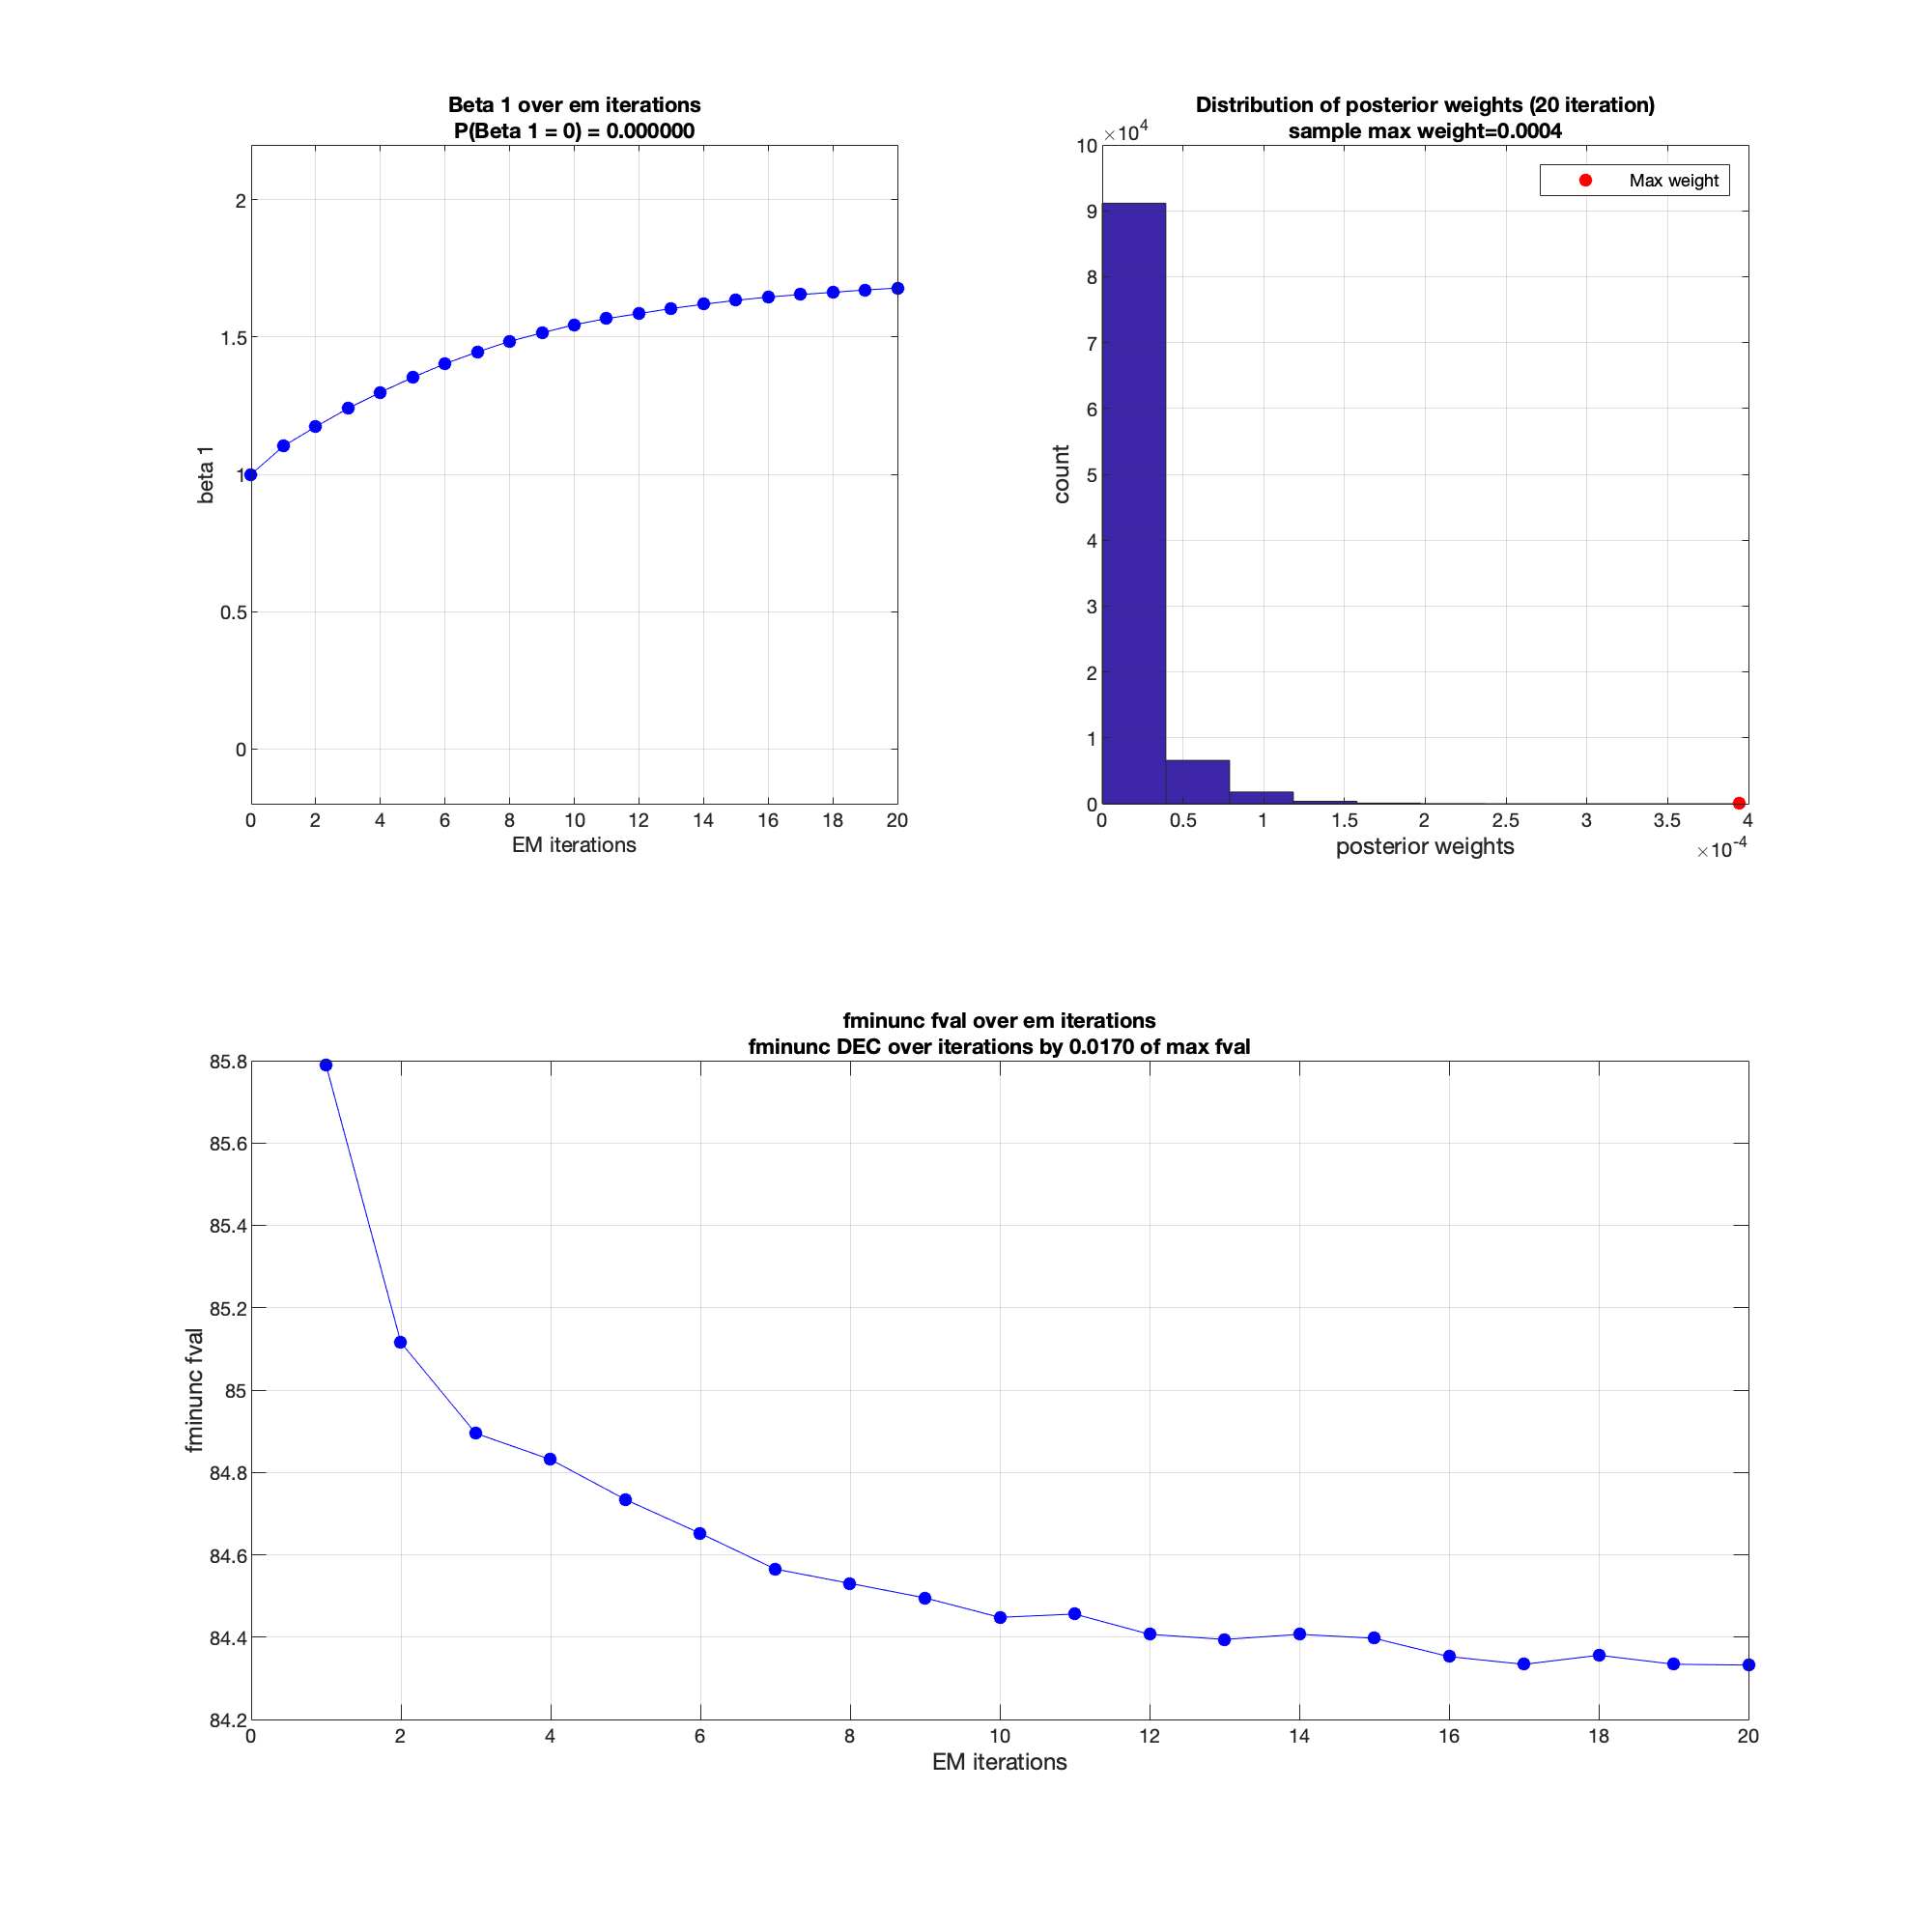 Beta 1 over em iterations
P(Beta 1 = 0) = 0.000000
2
1.5
1
0.5
0
beta 1
0 2 4 6 8 10 12 14 16 18 20
EM iterations
Distribution of posterior weights (20 iteration)
sample max weight=0.0004
×10^4
Max weight
10
9
8
7
6
5
4
3
2
1
0
count
0 0.5 1 1.5 2 2.5 3 3.5 4
posterior weights
×10^-4
fminunc fval over em iterations
fminunc DEC over iterations by 0.0170 of max fval
85.8
85.6
85.4
85.2
85
84.8
84.6
84.4
84.2
fminunc fval
0 2 4 6 8 10 12 14 16 18 20
EM iterations